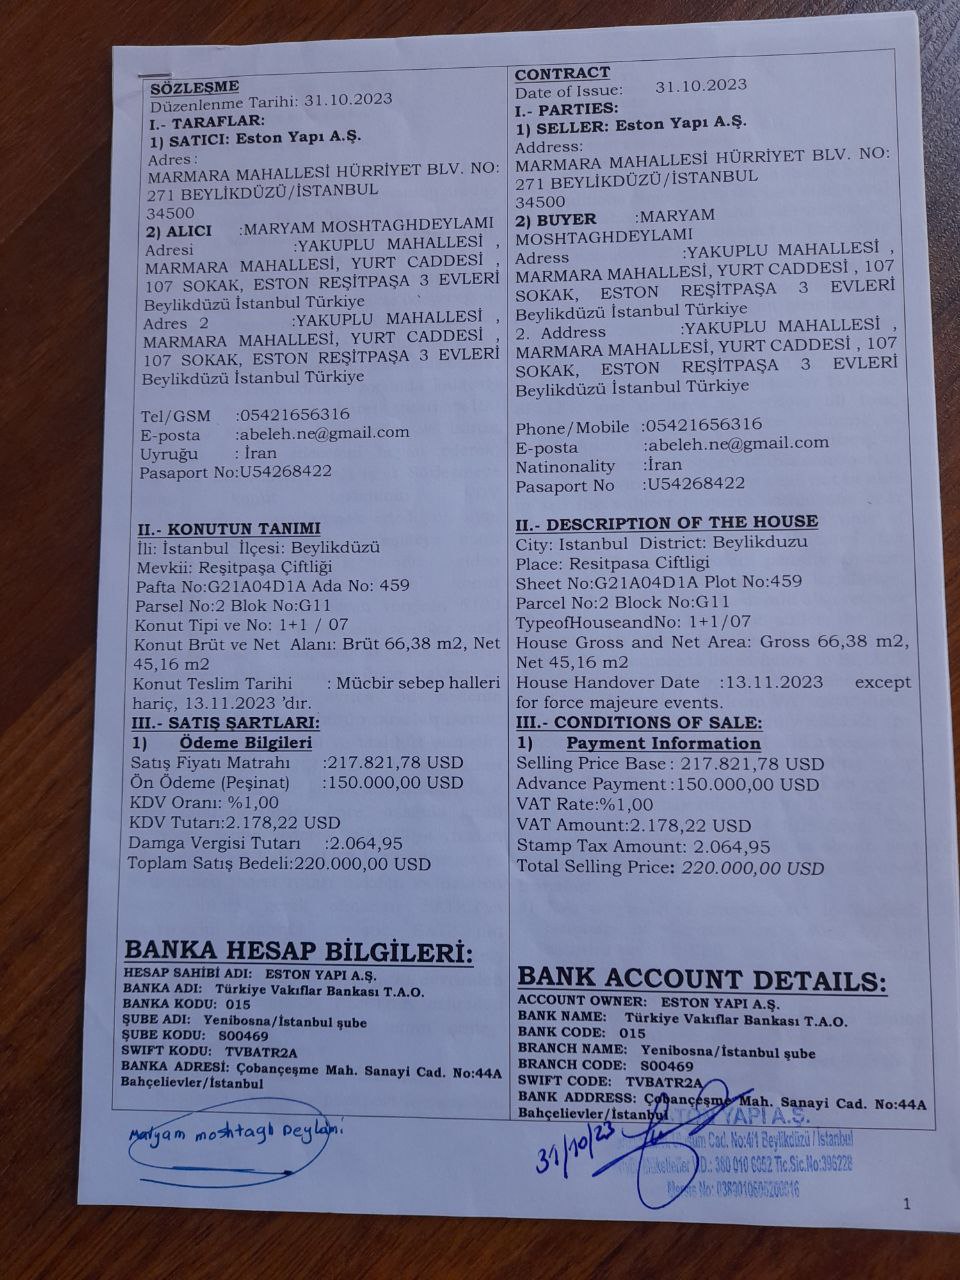 SÖZLEŞME
Düzenlenme Tarihi: 31.10.2023
I.- TARAFLAR:
1) SATICI: Eston Yapı A.Ş.
Adres:
MARMARA MAHALLESİ HÜRRİYET BLV. NO:
271 BEYLİKDÜZÜ/İSTANBUL
34500
2) ALICI :MARYAM MOSHTAGHDEYLAMI
Adresi :YAKUPLU MAHALLESİ ,
MARMARA MAHALLESİ, YURT CADDESİ ,
107 SOKAK, ESTON REŞİTPAŞA 3 EVLERİ
Beylikdüzü İstanbul Türkiye
Adres 2 :YAKUPLU MAHALLESİ ,
MARMARA MAHALLESİ, YURT CADDESİ ,
107 SOKAK, ESTON REŞİTPAŞA 3 EVLERİ
Beylikdüzü İstanbul Türkiye
Tel/GSM :05421656316
E-posta :abeleh.ne@gmail.com
Uyruğu : İran
Pasaport No:U54268422
II.- KONUTUN TANIMI
İli: İstanbul İlçesi: Beylikdüzü
Mevkii: Reşitpaşa Çiftliği
Pafta No:G21A04D1A Ada No: 459
Parsel No:2 Blok No:G11
Konut Tipi ve No: 1+1 / 07
Konut Brüt ve Net Alanı: Brüt 66,38 m2, Net
45,16 m2
Konut Teslim Tarihi : Mücbir sebep halleri
hariç, 13.11.2023 'dır.
III.- SATIŞ ŞARTLARI:
1) Ödeme Bilgileri
Satış Fiyatı Matrahı :217.821,78 USD
Ön Ödeme (Peşinat) :150.000,00 USD
KDV Oranı: %1,00
KDV Tutarı:2.178,22 USD
Damga Vergisi Tutarı :2.064,95
Toplam Satış Bedeli:220.000,00 USD
BANKA HESAP BİLGİLERİ:
HESAP SAHİBİ ADI: ESTON YAPI A.Ş.
BANKA ADI: Türkiye Vakıflar Bankası T.A.O.
BANKA KODU: 015
ŞUBE ADI: Yenibosna/İstanbul şube
ŞUBE KODU: S00469
SWIFT KODU: TVBATR2A
BANKA ADRESİ: Çobançeşme Mah. Sanayi Cad. No:44A
Bahçelievler/İstanbul
Maryam moshtagh Deylami
CONTRACT
Date of Issue: 31.10.2023
I.- PARTIES:
1) SELLER: Eston Yapı A.Ş.
Address:
MARMARA MAHALLESİ HÜRRİYET BLV. NO:
271 BEYLİKDÜZÜ/İSTANBUL
34500
2) BUYER :MARYAM
MOSHTAGHDEYLAMI
Adress :YAKUPLU MAHALLESİ ,
MARMARA MAHALLESİ, YURT CADDESİ , 107
SOKAK, ESTON REŞİTPAŞA 3 EVLERİ
Beylikdüzü İstanbul Türkiye
2. Address :YAKUPLU MAHALLESİ ,
MARMARA MAHALLESİ, YURT CADDESİ , 107
SOKAK, ESTON REŞİTPAŞA 3 EVLERİ
Beylikdüzü İstanbul Türkiye
Phone/Mobile :05421656316
E-posta :abeleh.ne@gmail.com
Natinonality :İran
Pasaport No :U54268422
II.- DESCRIPTION OF THE HOUSE
City: Istanbul District: Beylikduzu
Place: Resitpasa Ciftligi
Sheet No:G21A04D1A Plot No:459
Parcel No:2 Block No:G11
TypeofHouseandNo: 1+1/07
House Gross and Net Area: Gross 66,38 m2,
Net 45,16 m2
House Handover Date :13.11.2023 except
for force majeure events.
III.- CONDITIONS OF SALE:
1) Payment Information
Selling Price Base : 217.821,78 USD
Advance Payment :150.000,00 USD
VAT Rate:%1,00
VAT Amount:2.178,22 USD
Stamp Tax Amount: 2.064,95
Total Selling Price: 220.000,00 USD
BANK ACCOUNT DETAILS:
ACCOUNT OWNER: ESTON YAPI A.Ş.
BANK NAME: Türkiye Vakıflar Bankası T.A.O.
BANK CODE: 015
BRANCH NAME: Yenibosna/İstanbul şube
BRANCH CODE: S00469
SWIFT CODE: TVBATR2A
BANK ADDRESS: Çobançeşme Mah. Sanayi Cad. No:44A
Bahçelievler/İstanbul
31/10/23
ESTON YAPI A.Ş.
Cad. No:4/1 Beylikdüzü / İstanbul
V.D.: 380 010 6052 Tic.Sic.No:396228
Mersis No:
1